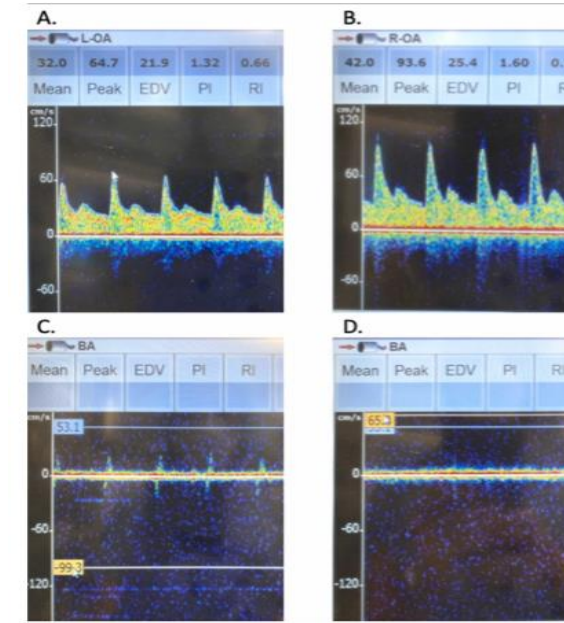 A.
L-OA
32.0 64.7 21.9 1.32 0.66
Mean Peak EDV PI RI
cm/s
120
60
0
-60
B.
R-OA
42.0 93.6 25.4 1.60
Mean Peak EDV PI
cm/s
120
60
0
-60
C.
BA
Mean Peak EDV PI RI
cm/s
53.1
0
-60
-99.3
-120
D.
BA
Mean Peak EDV PI
cm/s
0
-60
-120